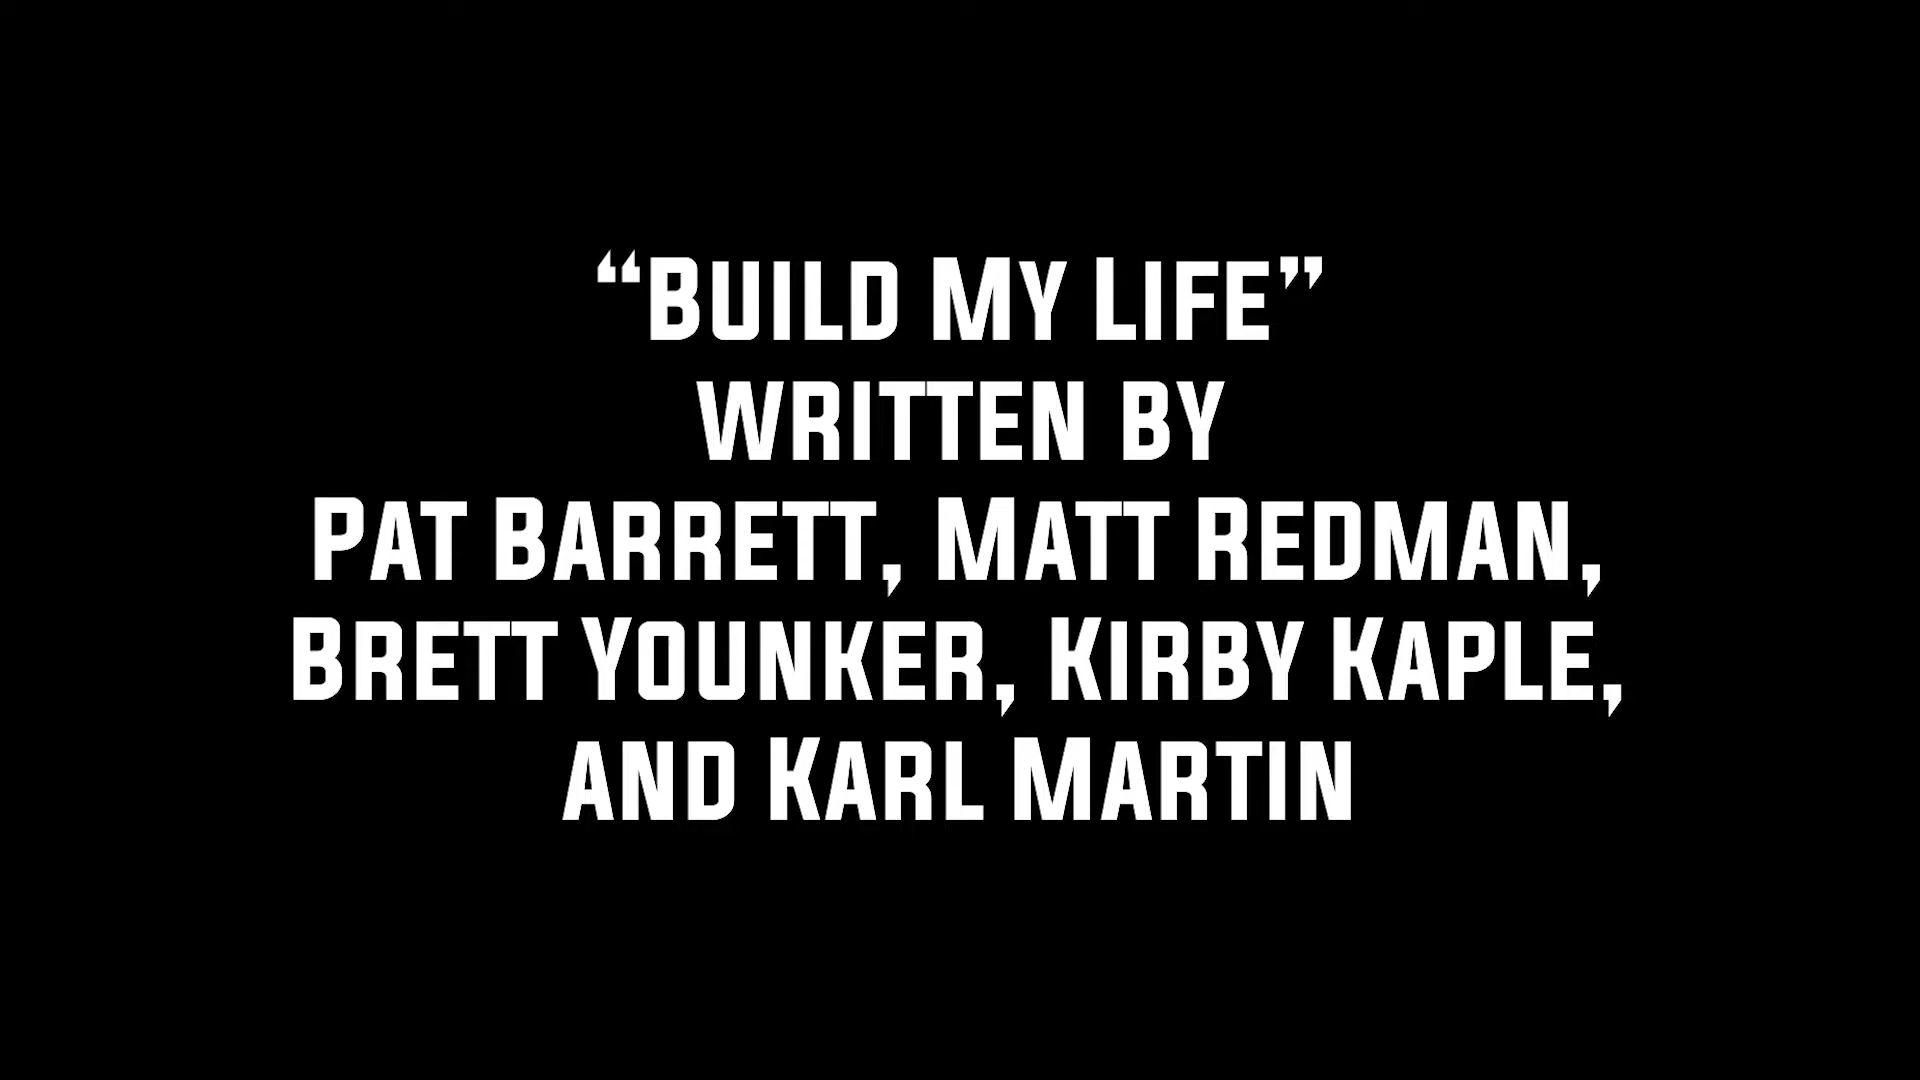 “Build My Life”
written by
Pat Barrett, Matt Redman,
Brett Younker, Kirby Kaple,
and Karl Martin